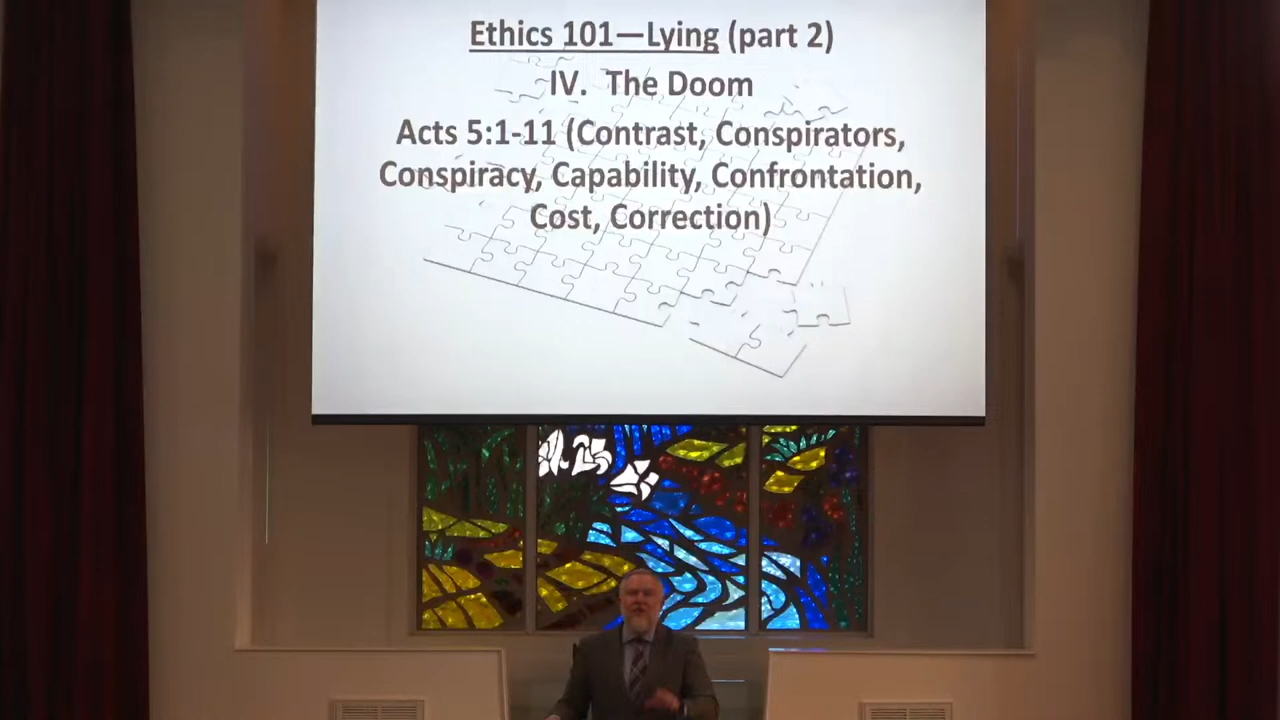 Ethics 101—Lying (part 2)
IV. The Doom
Acts 5:1-11 (Contrast, Conspirators,
Conspiracy, Capability, Confrontation,
Cost, Correction)